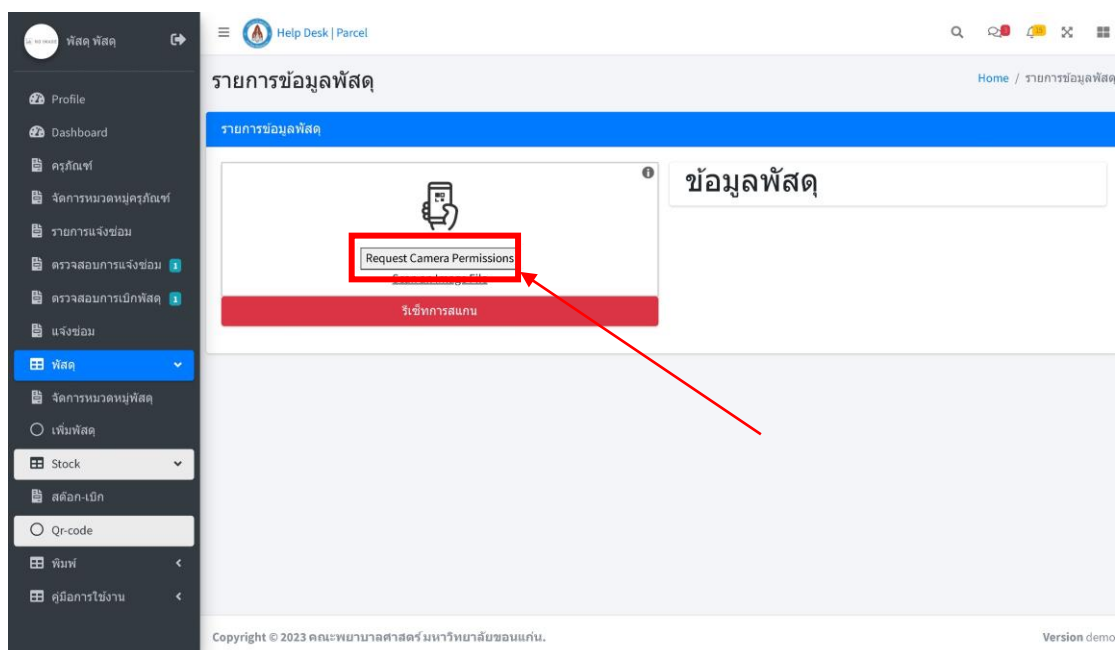 พัสดุ พัสดุ
Help Desk | Parcel
Profile
Dashboard
ครุภัณฑ์
จัดการหมวดหมู่ครุภัณฑ์
รายการแจ้งซ่อม
ตรวจสอบการแจ้งซ่อม 1
ตรวจสอบการเบิกพัสดุ 1
แจ้งซ่อม
พัสดุ
จัดการหมวดหมู่พัสดุ
เพิ่มพัสดุ
Stock
สต๊อก-เบิก
Qr-code
พิมพ์
คู่มือการใช้งาน
รายการข้อมูลพัสดุ
Home / รายการข้อมูลพัสดุ
รายการข้อมูลพัสดุ
Request Camera Permissions
Scan an Image File
รีเซ็ทการสแกน
ข้อมูลพัสดุ
Copyright © 2023 คณะพยาบาลศาสตร์ มหาวิทยาลัยขอนแก่น.
Version demo